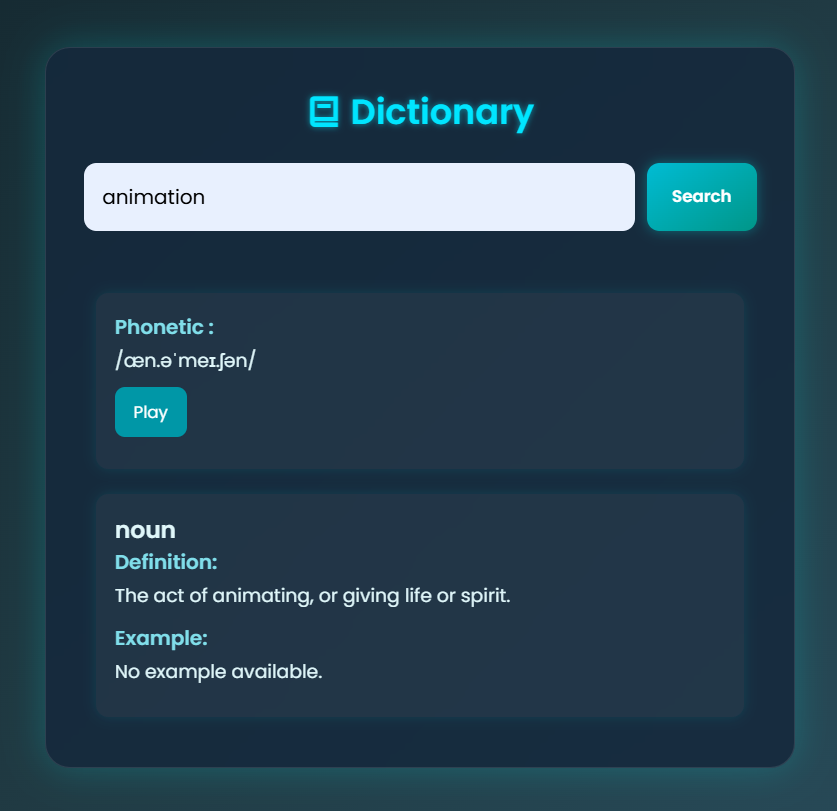 Dictionary
animation
Search
Phonetic :
/æn.əˈmeɪ.ʃən/
Play
noun
Definition:
The act of animating, or giving life or spirit.
Example:
No example available.